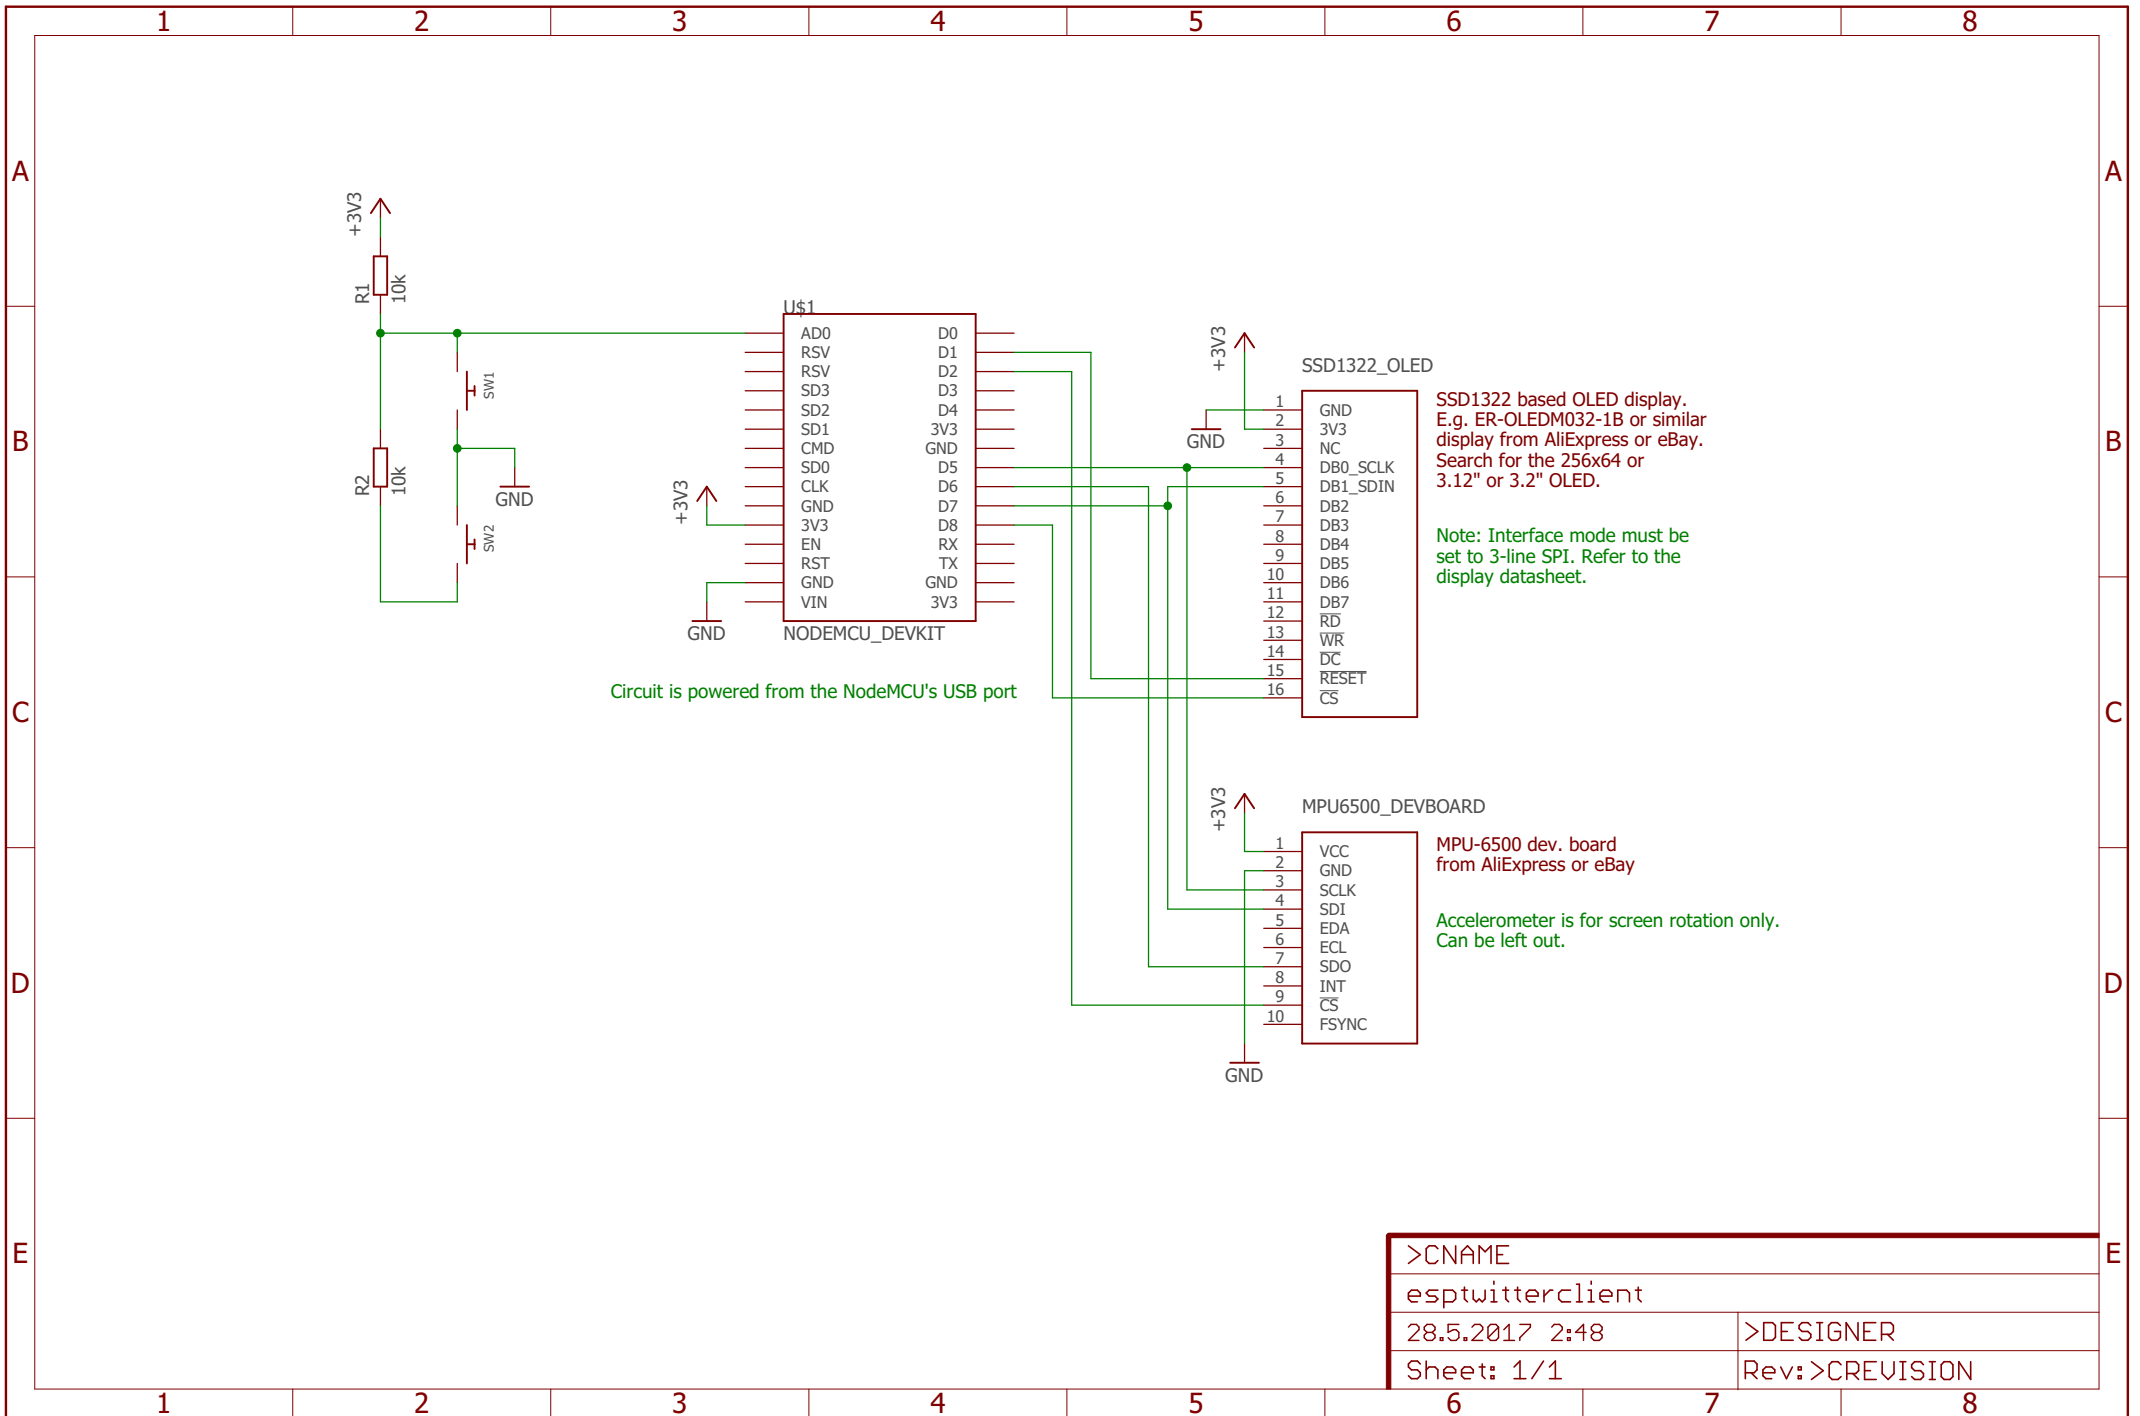 1 2 3 4 5 6 7 8
A
A
+3V3
R1
10k
U$1
AD0 D0
RSV D1
RSV D2
SD3 D3
SD2 D4
SD1 3V3
CMD GND
SD0 D5
CLK D6
GND D7
3V3 D8
EN RX
RST TX
GND GND
VIN 3V3
NODEMCU_DEVKIT
SW1
B
B
R2
10k
GND
SW2
+3V3
GND
Circuit is powered from the NodeMCU's USB port
+3V3
GND
SSD1322_OLED
1 GND
2 3V3
3 NC
4 DB0_SCLK
5 DB1_SDIN
6 DB2
7 DB3
8 DB4
9 DB5
10 DB6
11 DB7
12 RD
13 WR
14 DC
15 RESET
16 CS
SSD1322 based OLED display.
E.g. ER-OLEDM032-1B or similar
display from AliExpress or eBay.
Search for the 256x64 or
3.12" or 3.2" OLED.
Note: Interface mode must be
set to 3-line SPI. Refer to the
display datasheet.
C
C
+3V3
MPU6500_DEVBOARD
1 VCC
2 GND
3 SCLK
4 SDI
5 EDA
6 ECL
7 SDO
8 INT
9 CS
10 FSYNC
GND
MPU-6500 dev. board
from AliExpress or eBay
Accelerometer is for screen rotation only.
Can be left out.
D
D
E
E
>CNAME
esptwitterclient
28.5.2017 2:48 >DESIGNER
Sheet: 1/1 Rev:>CREVISION
1 2 3 4 5 6 7 8